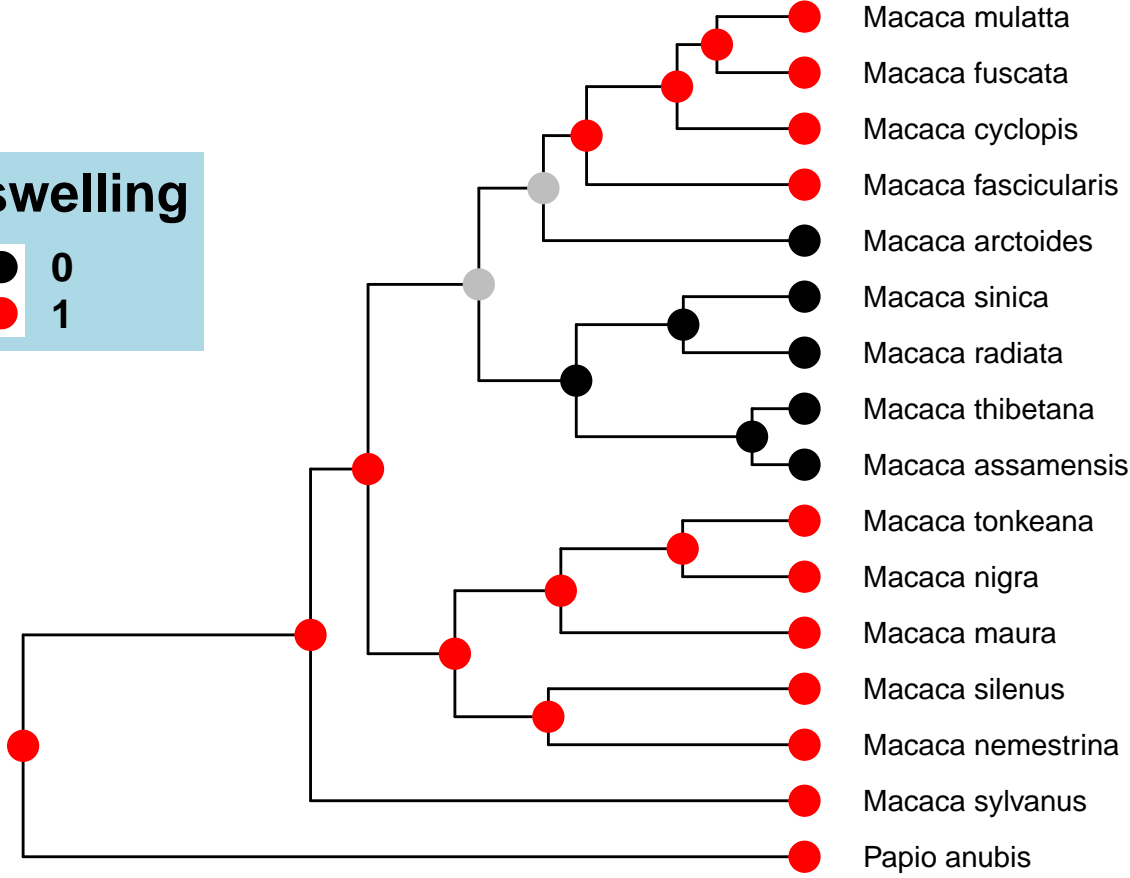 Macaca mulatta
Macaca fuscata
Macaca cyclopis
Macaca fascicularis
Macaca arctoides
Macaca sinica
Macaca radiata
Macaca thibetana
Macaca assamensis
Macaca tonkeana
Macaca nigra
Macaca maura
Macaca silenus
Macaca nemestrina
Macaca sylvanus
Papio anubis
swelling
0
1